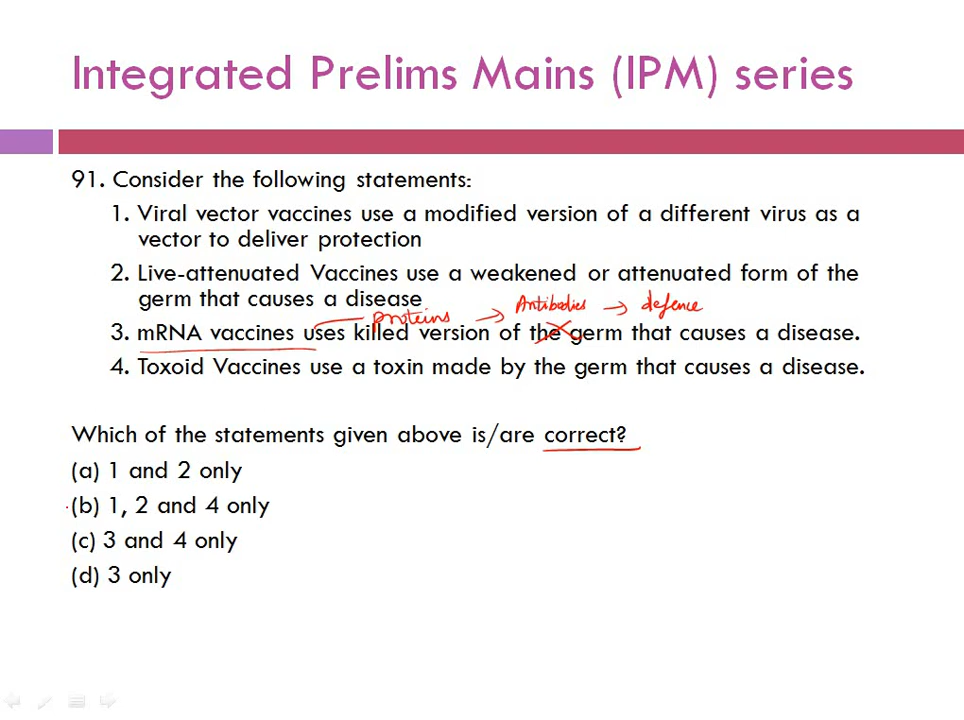 Integrated Prelims Mains (IPM) series
91. Consider the following statements:
1. Viral vector vaccines use a modified version of a different virus as a
vector to deliver protection
2. Live-attenuated Vaccines use a weakened or attenuated form of the
germ that causes a disease
proteins → Antibodies → defence
3. mRNA vaccines uses killed version of the germ that causes a disease.
4. Toxoid Vaccines use a toxin made by the germ that causes a disease.
Which of the statements given above is/are correct?
(a) 1 and 2 only
(b) 1, 2 and 4 only
(c) 3 and 4 only
(d) 3 only